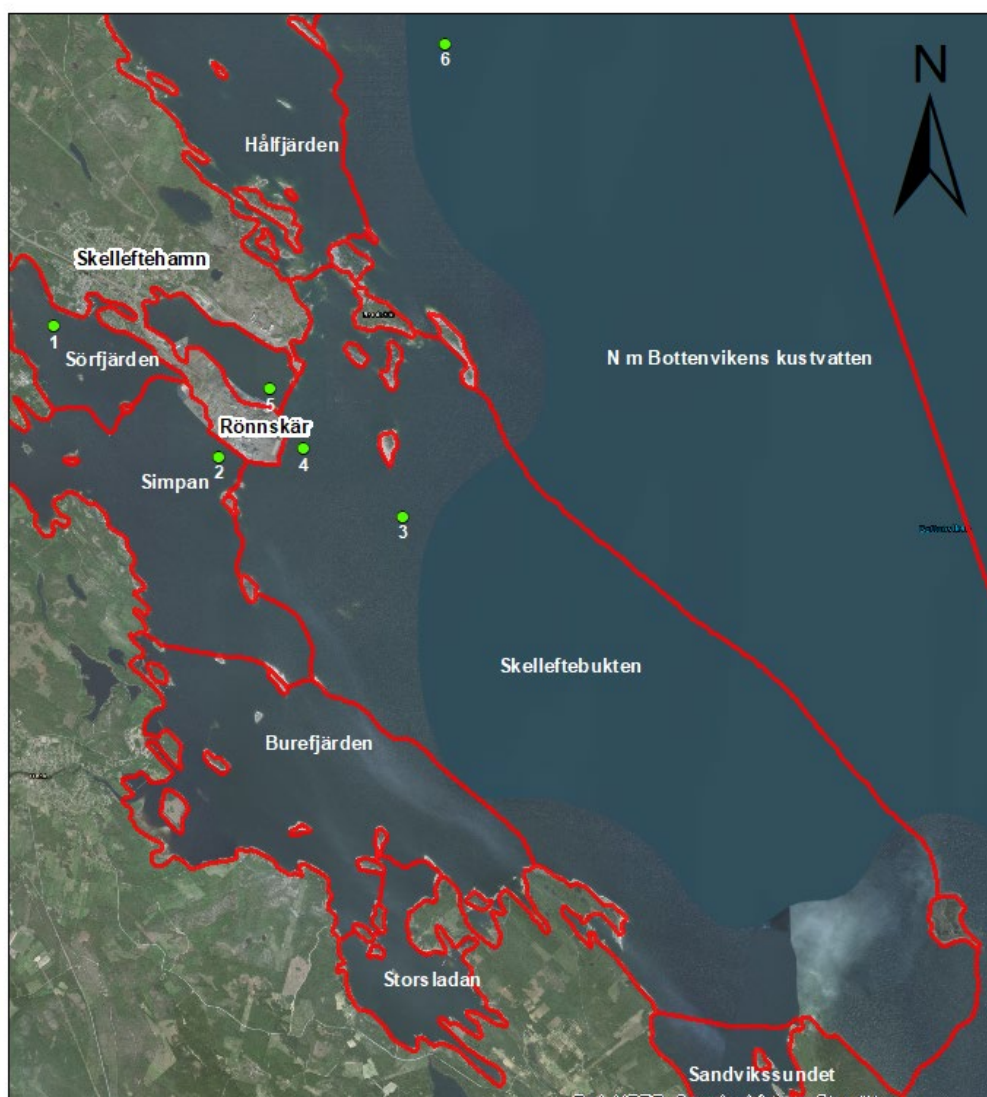 6
N
Hålfjärden
Skelleftehamn
1
Sörfjärden
N m Bottenvikens kustvatten
5
Rönnskär
4
2
Simpan
3
Skelleftebukten
Burefjärden
Storsladan
Sandvikssundet